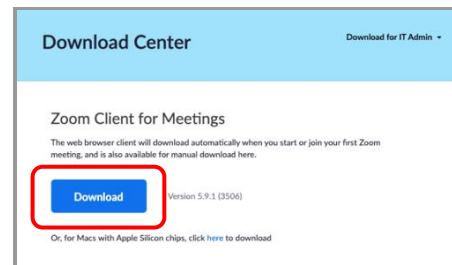 Download Center
Download for IT Admin
Zoom Client for Meetings
The web browser client will download automatically when you start or join your first Zoom
meeting, and is also available for manual download here.
Download
Version 5.9.1 (3506)
Or, for Macs with Apple Silicon chips, click here to download